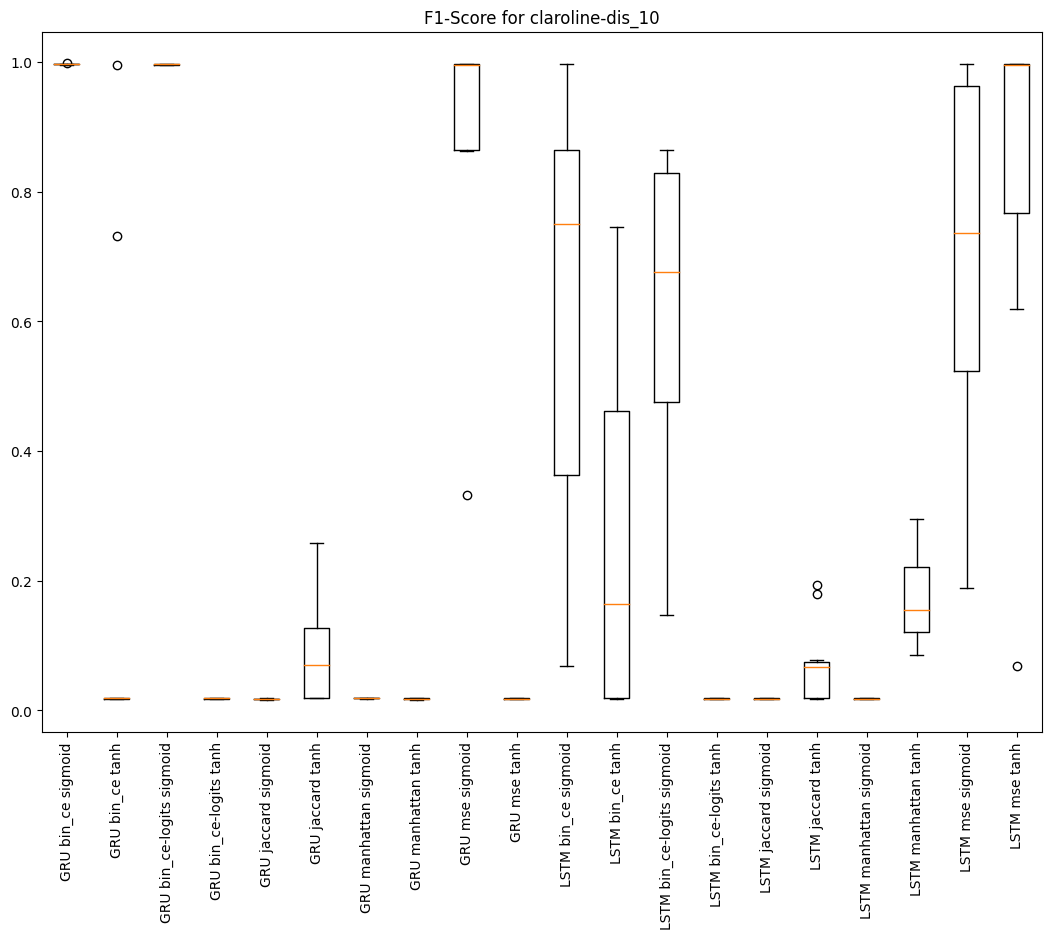 F1-Score for claroline-dis_10
1.0
0.8
0.6
0.4
0.2
0.0
GRU bin_ce sigmoid
GRU bin_ce tanh
GRU bin_ce-logits sigmoid
GRU bin_ce-logits tanh
GRU jaccard sigmoid
GRU jaccard tanh
GRU manhattan sigmoid
GRU manhattan tanh
GRU mse sigmoid
GRU mse tanh
LSTM bin_ce sigmoid
LSTM bin_ce tanh
LSTM bin_ce-logits sigmoid
LSTM bin_ce-logits tanh
LSTM jaccard sigmoid
LSTM jaccard tanh
LSTM manhattan sigmoid
LSTM manhattan tanh
LSTM mse sigmoid
LSTM mse tanh